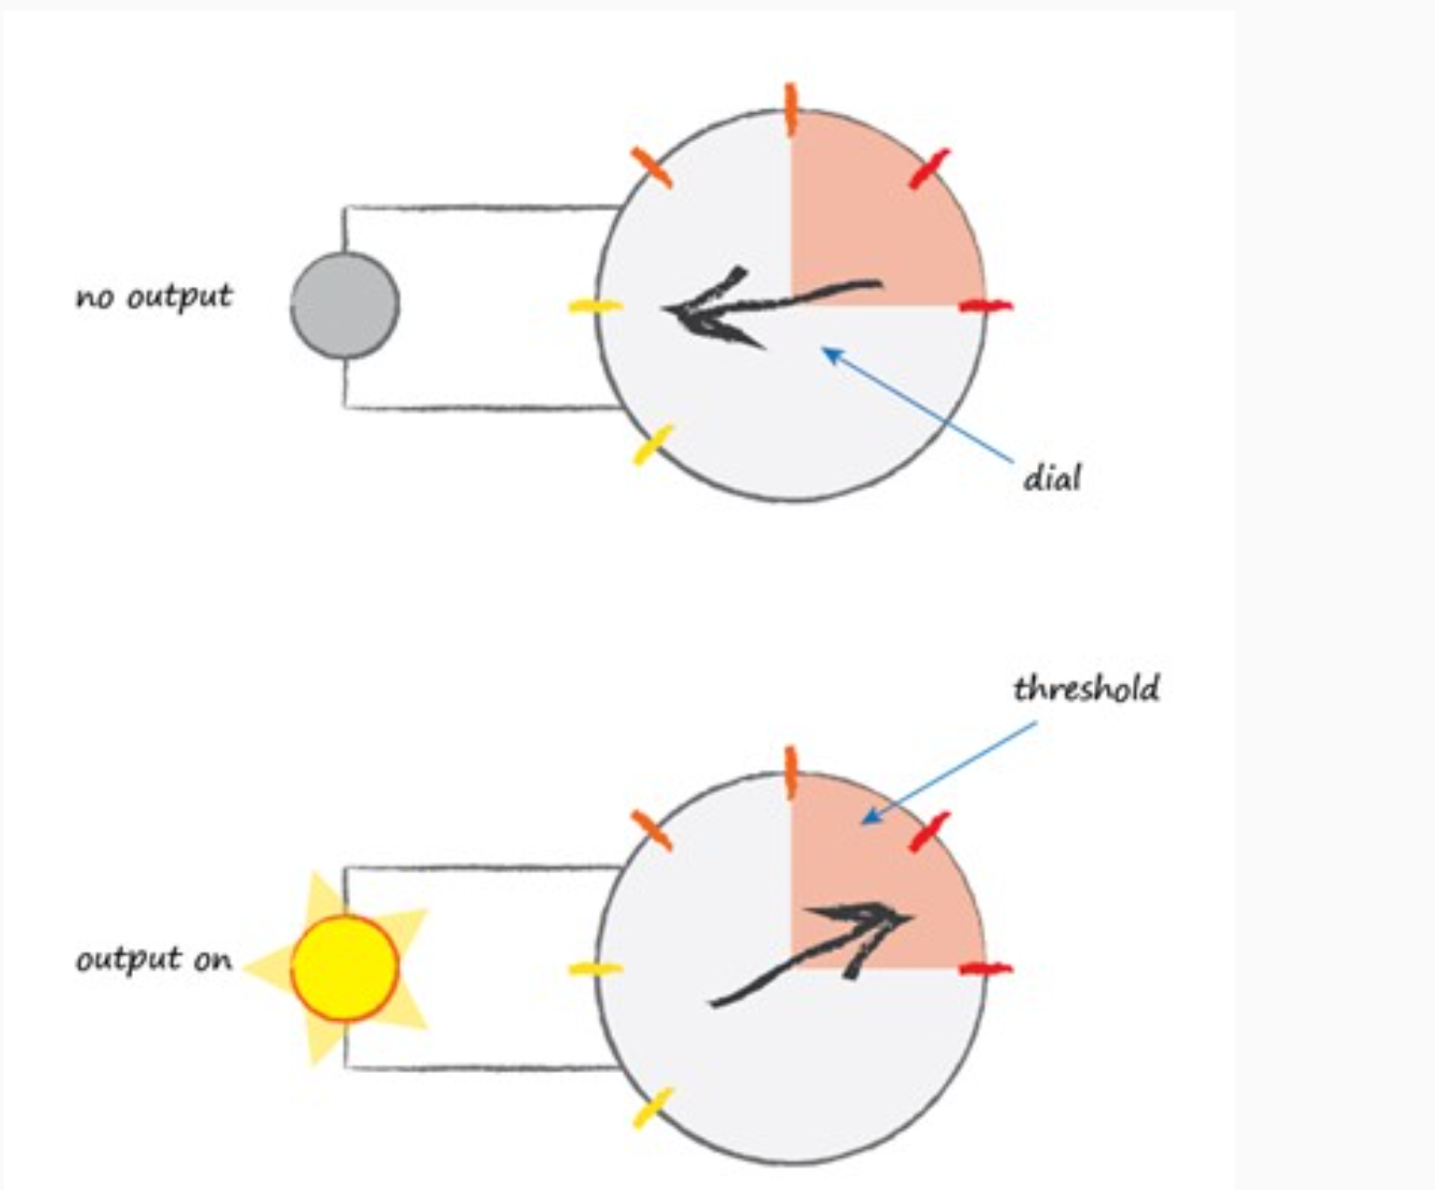 no output
dial
threshold
output on